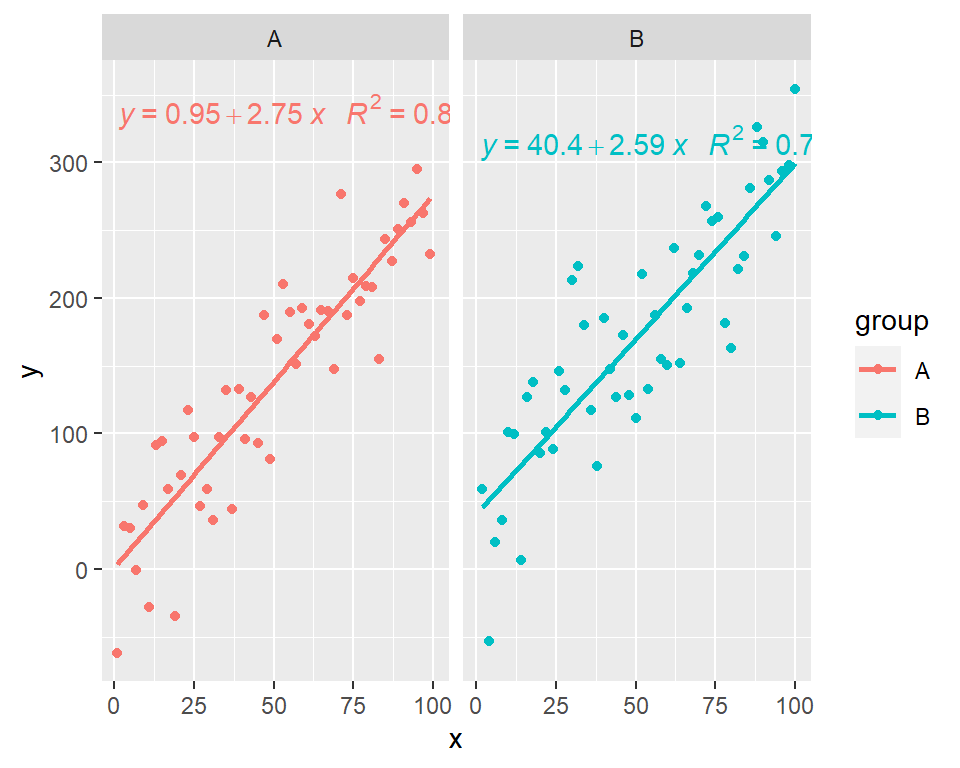 A B
y = 0.95 + 2.75 x R² = 0.8
y = 40.4 + 2.59 x R² = 0.7
300
200
100
0
y
0 25 50 75 100 0 25 50 75 100
x
group
A
B